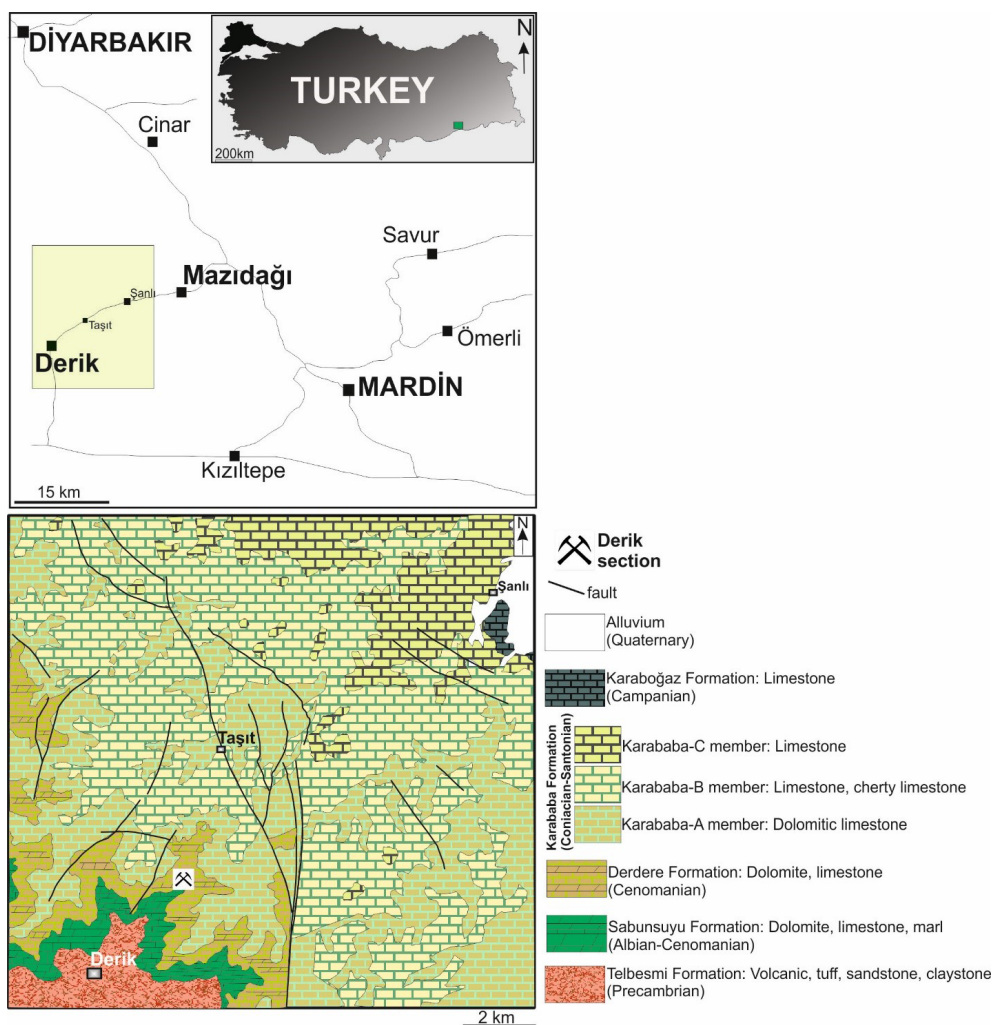 DİYARBAKIR
N
TURKEY
200km
Cinar
Savur
Mazıdağı
Şanlı
Taşıt
Ömerli
Derik
MARDİN
Kızıltepe
15 km
N
Şanlı
Taşıt
Derik
2 km
Derik
section
fault
Alluvium
(Quaternary)
Karaboğaz Formation: Limestone
(Campanian)
Karababa Formation
(Coniacian-Santonian)
Karababa-C member: Limestone
Karababa-B member: Limestone, cherty limestone
Karababa-A member: Dolomitic limestone
Derdere Formation: Dolomite, limestone
(Cenomanian)
Sabunsuyu Formation: Dolomite, limestone, marl
(Albian-Cenomanian)
Telbesmi Formation: Volcanic, tuff, sandstone, claystone
(Precambrian)